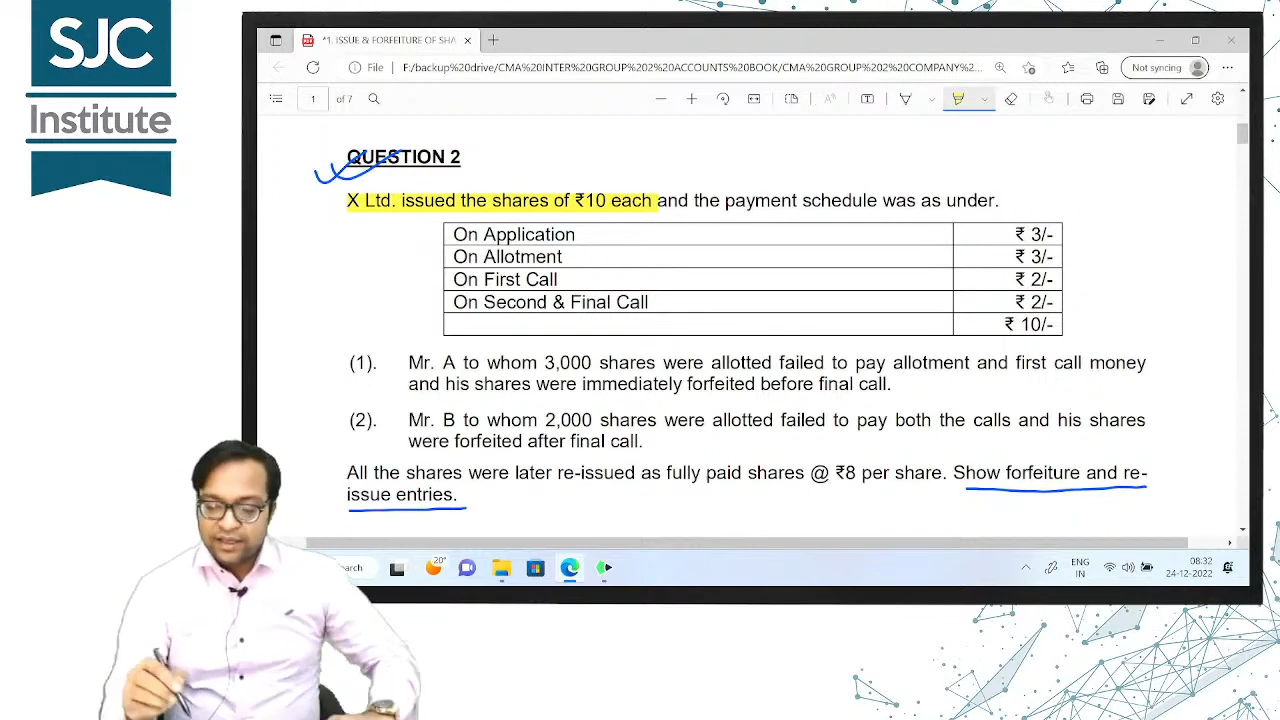 SJC
Institute
*1. ISSUE & FORFEITURE OF SHA
File
F:/backup%20drive/CMA%20INTER%20GROUP%202%20ACCOUNTS%20BOOK/CMA%20GROUP%202%20COMPANY%...
Not syncing
1 of 7
QUESTION 2
X Ltd. issued the shares of ₹10 each and the payment schedule was as under.
On Application ₹ 3/-
On Allotment ₹ 3/-
On First Call ₹ 2/-
On Second & Final Call ₹ 2/-
₹ 10/-
(1). Mr. A to whom 3,000 shares were allotted failed to pay allotment and first call money
and his shares were immediately forfeited before final call.
(2). Mr. B to whom 2,000 shares were allotted failed to pay both the calls and his shares
were forfeited after final call.
All the shares were later re-issued as fully paid shares @ ₹8 per share. Show forfeiture and re-
issue entries.
earch
20°
ENG
IN
08:32
24-12-2022